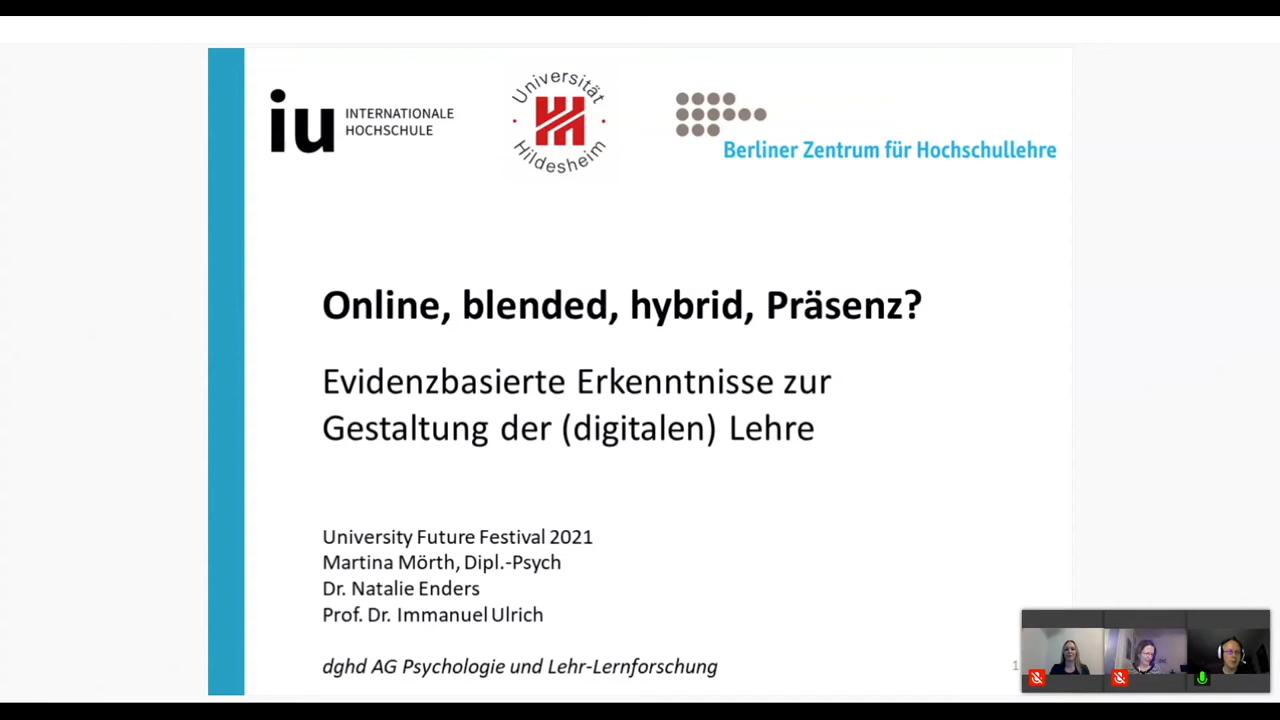 iu INTERNATIONALE
HOCHSCHULE
Universität
Hildesheim
Berliner Zentrum für Hochschullehre
Online, blended, hybrid, Präsenz?
Evidenzbasierte Erkenntnisse zur
Gestaltung der (digitalen) Lehre
University Future Festival 2021
Martina Mörth, Dipl.-Psych
Dr. Natalie Enders
Prof. Dr. Immanuel Ulrich
dghd AG Psychologie und Lehr-Lernforschung
1